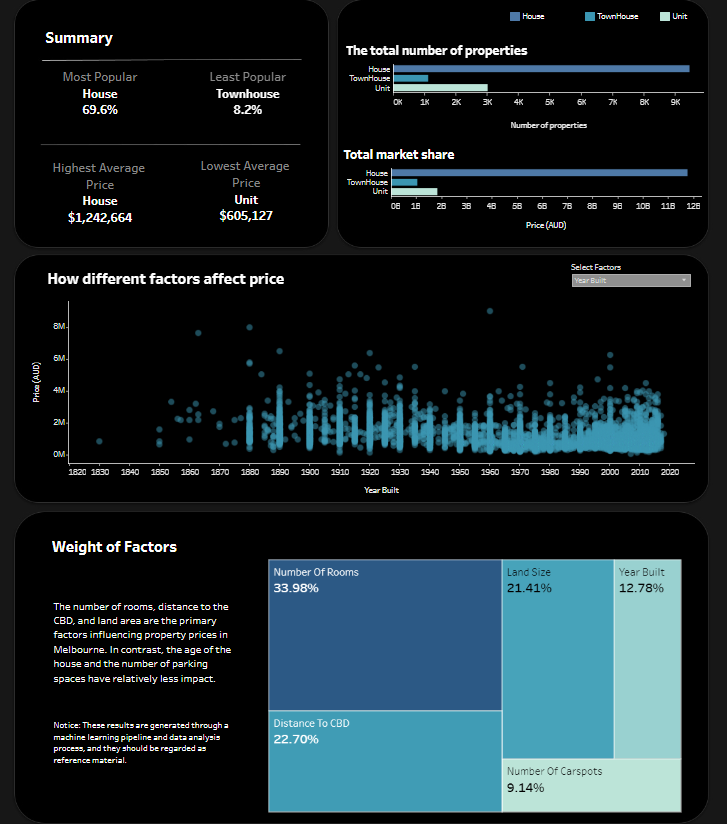 Summary
Most Popular
House
69.6%
Least Popular
Townhouse
8.2%
Highest Average
Price
House
$1,242,664
Lowest Average
Price
Unit
$605,127
House TownHouse Unit
The total number of properties
House
TownHouse
Unit
0K 1K 2K 3K 4K 5K 6K 7K 8K 9K
Number of properties
Total market share
House
TownHouse
Unit
0B 1B 2B 3B 4B 5B 6B 7B 8B 9B 10B 11B 12B
Price (AUD)
How different factors affect price
Select Factors
Year Built
8M
6M
4M
2M
0M
Price (AUD)
1820 1830 1840 1850 1860 1870 1880 1890 1900 1910 1920 1930 1940 1950 1960 1970 1980 1990 2000 2010 2020
Year Built
Weight of Factors
The number of rooms, distance to the
CBD, and land area are the primary
factors influencing property prices in
Melbourne. In contrast, the age of the
house and the number of parking
spaces have relatively less impact.
Notice: These results are generated through a
machine learning pipeline and data analysis
process, and they should be regarded as
reference material.
Number Of Rooms
33.98%
Distance To CBD
22.70%
Land Size
21.41%
Year Built
12.78%
Number Of Carspots
9.14%